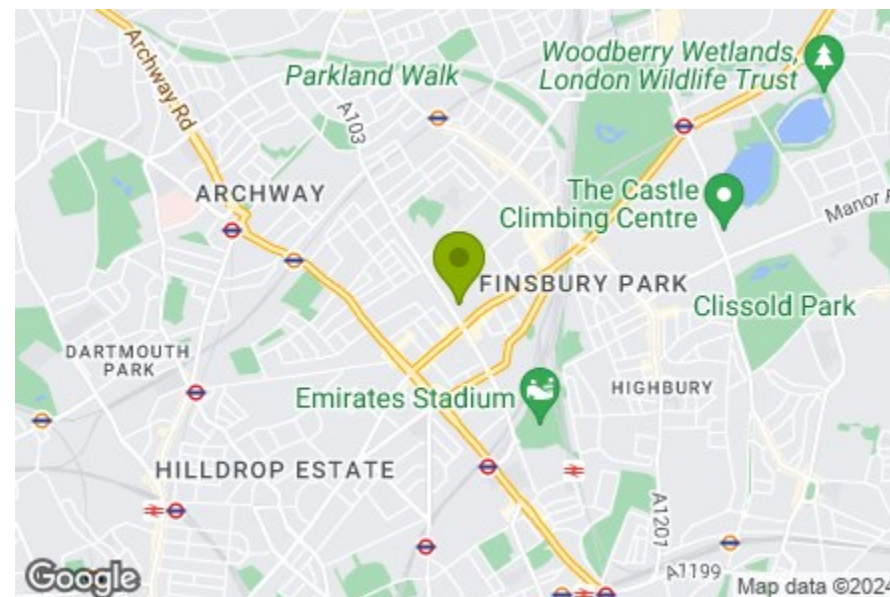 Woodberry Wetlands,
London Wildlife Trust
Parkland Walk
Archway Rd
A103
ARCHWAY
The Castle
Climbing Centre
Manor R
FINSBURY PARK
Clissold Park
DARTMOUTH
PARK
Emirates Stadium
HIGHBURY
HILLDROP ESTATE
A1201
A1199
Google
Map data ©2024